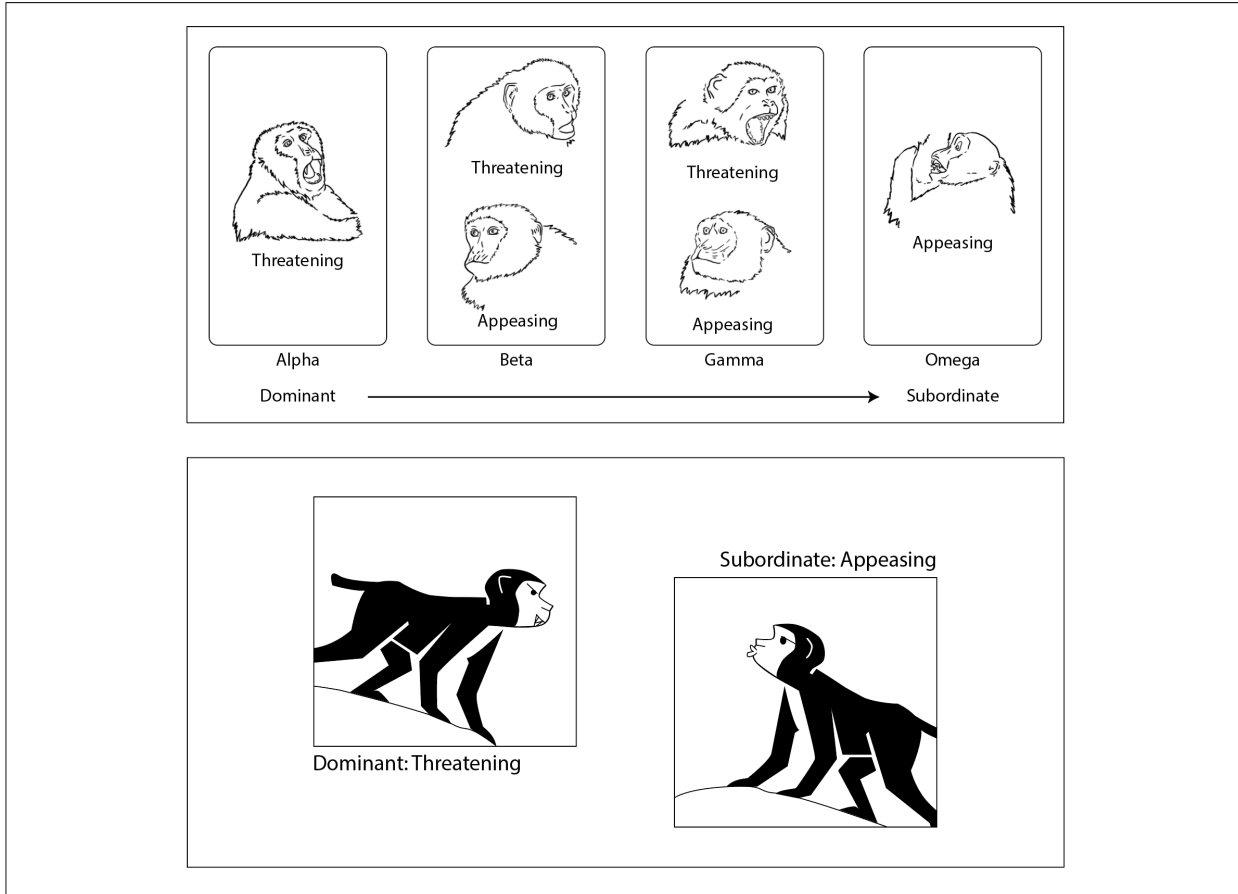 Threatening
Threatening
Appeasing
Threatening
Appeasing
Appeasing
Alpha
Beta
Gamma
Omega
Dominant
Subordinate
Subordinate: Appeasing
Dominant: Threatening